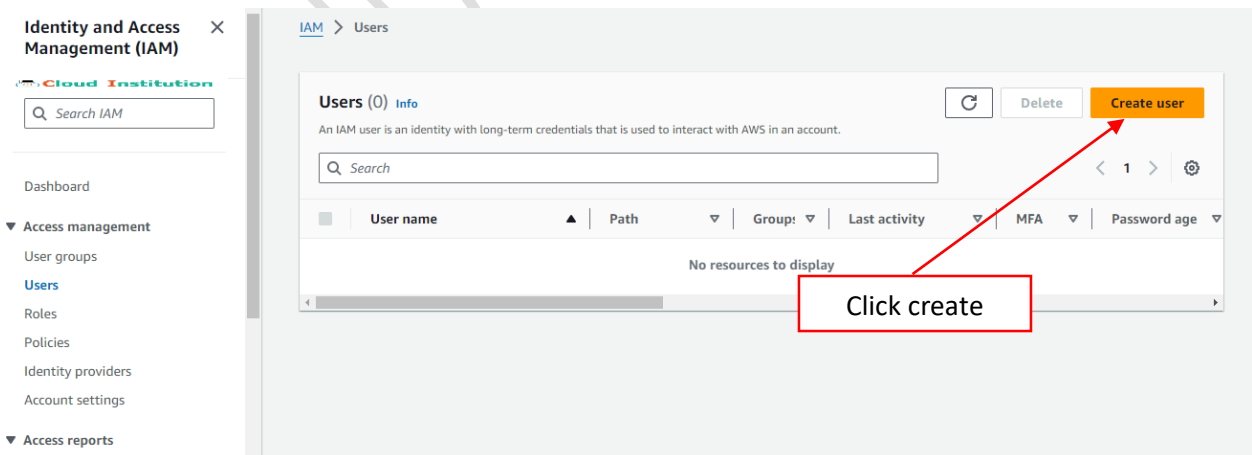 Identity and Access
Management (IAM)
Cloud Institution
Search IAM
Dashboard
Access management
User groups
Users
Roles
Policies
Identity providers
Account settings
Access reports
IAM > Users
Users (0) Info
Delete
Create user
An IAM user is an identity with long-term credentials that is used to interact with AWS in an account.
Search
< 1 >
User name Path Group: Last activity MFA Password age
No resources to display
Click create